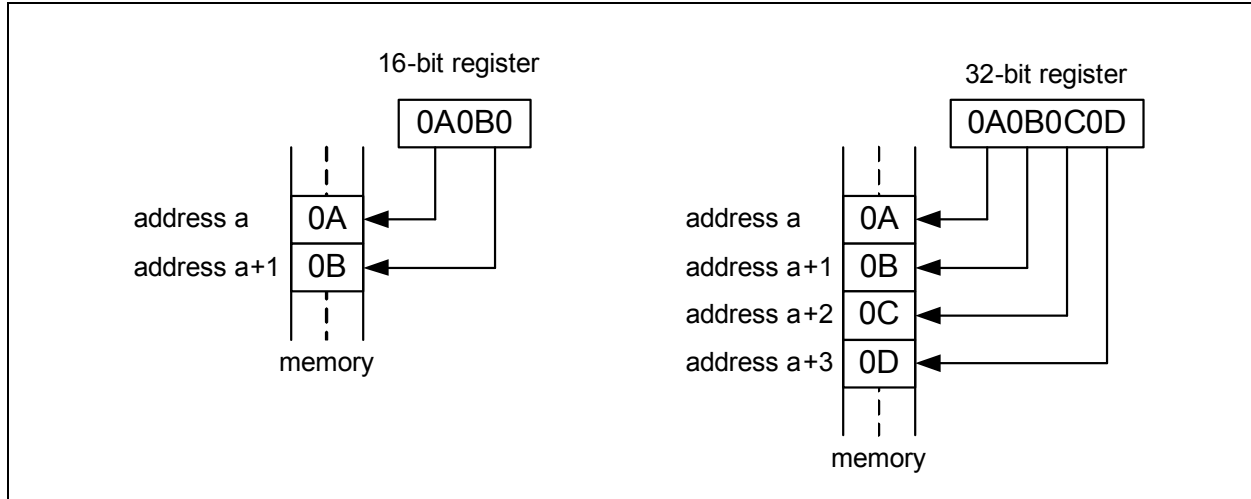 16-bit register
0A0B0
address a
0A
address a+1
0B
memory
32-bit register
0A0B0C0D
address a
0A
address a+1
0B
address a+2
0C
address a+3
0D
memory